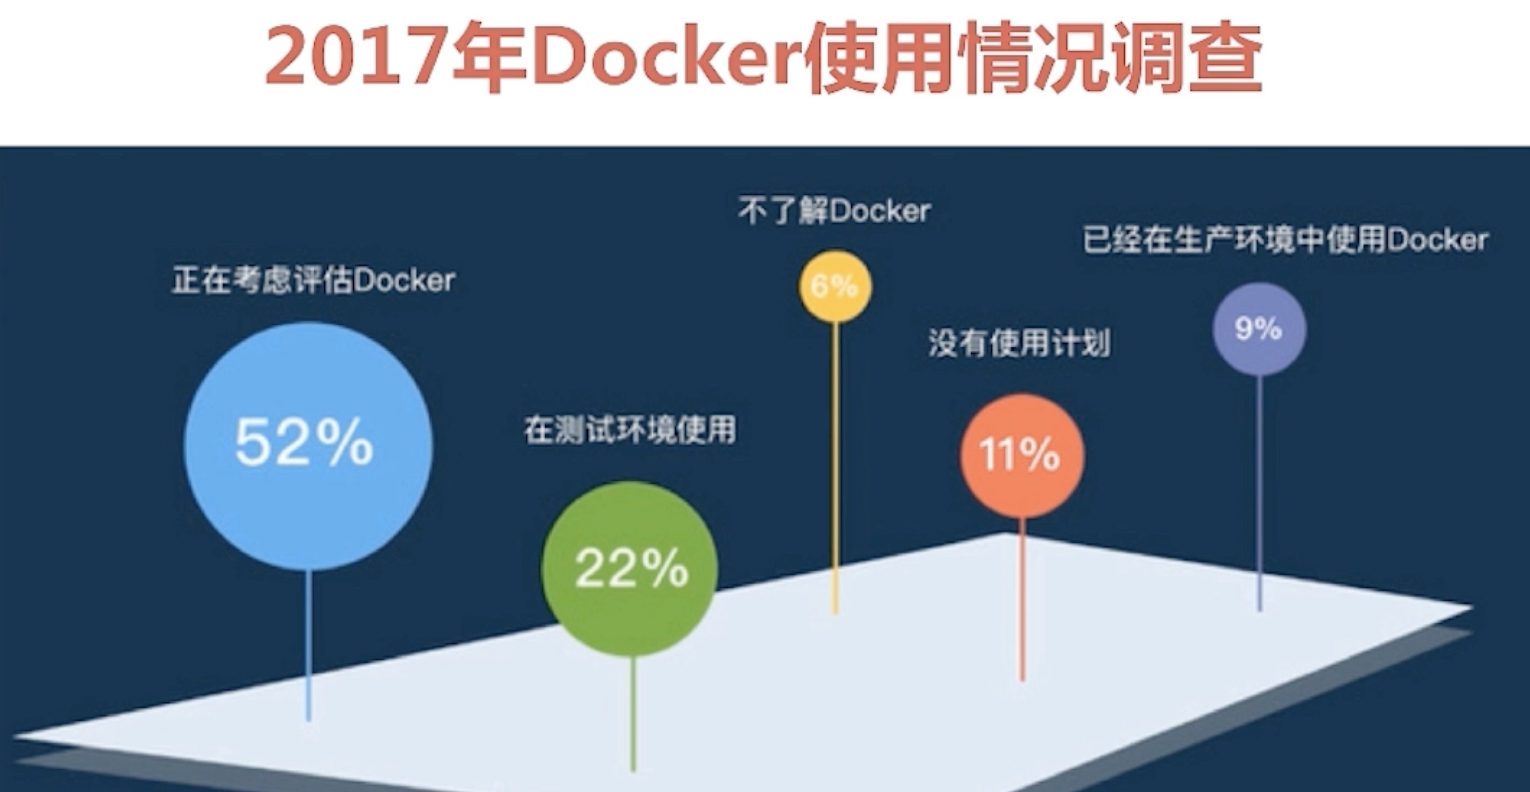 2017年Docker使用情况调查
正在考虑评估Docker
52%
在测试环境使用
22%
不了解Docker
6%
没有使用计划
11%
已经在生产环境中使用Docker
9%